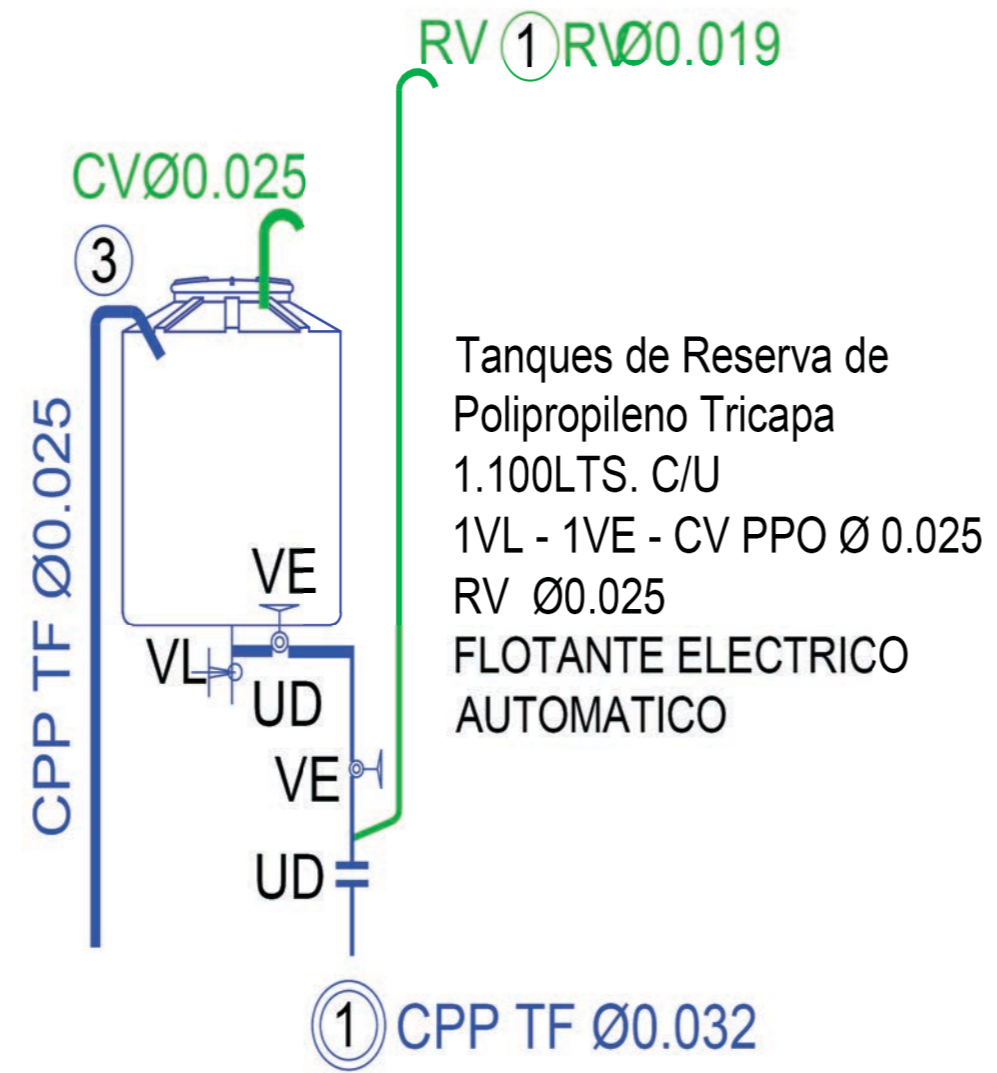 RV 1 RVØ0.019
CVØ0.025
3
CPP TF Ø0.025
Tanques de Reserva de
Polipropileno Tricapa
1.100LTS. C/U
1VL - 1VE - CV PPO Ø 0.025
RV Ø0.025
FLOTANTE ELECTRICO
AUTOMATICO
VE
VL
UD
VE
UD
1 CPP TF Ø0.032